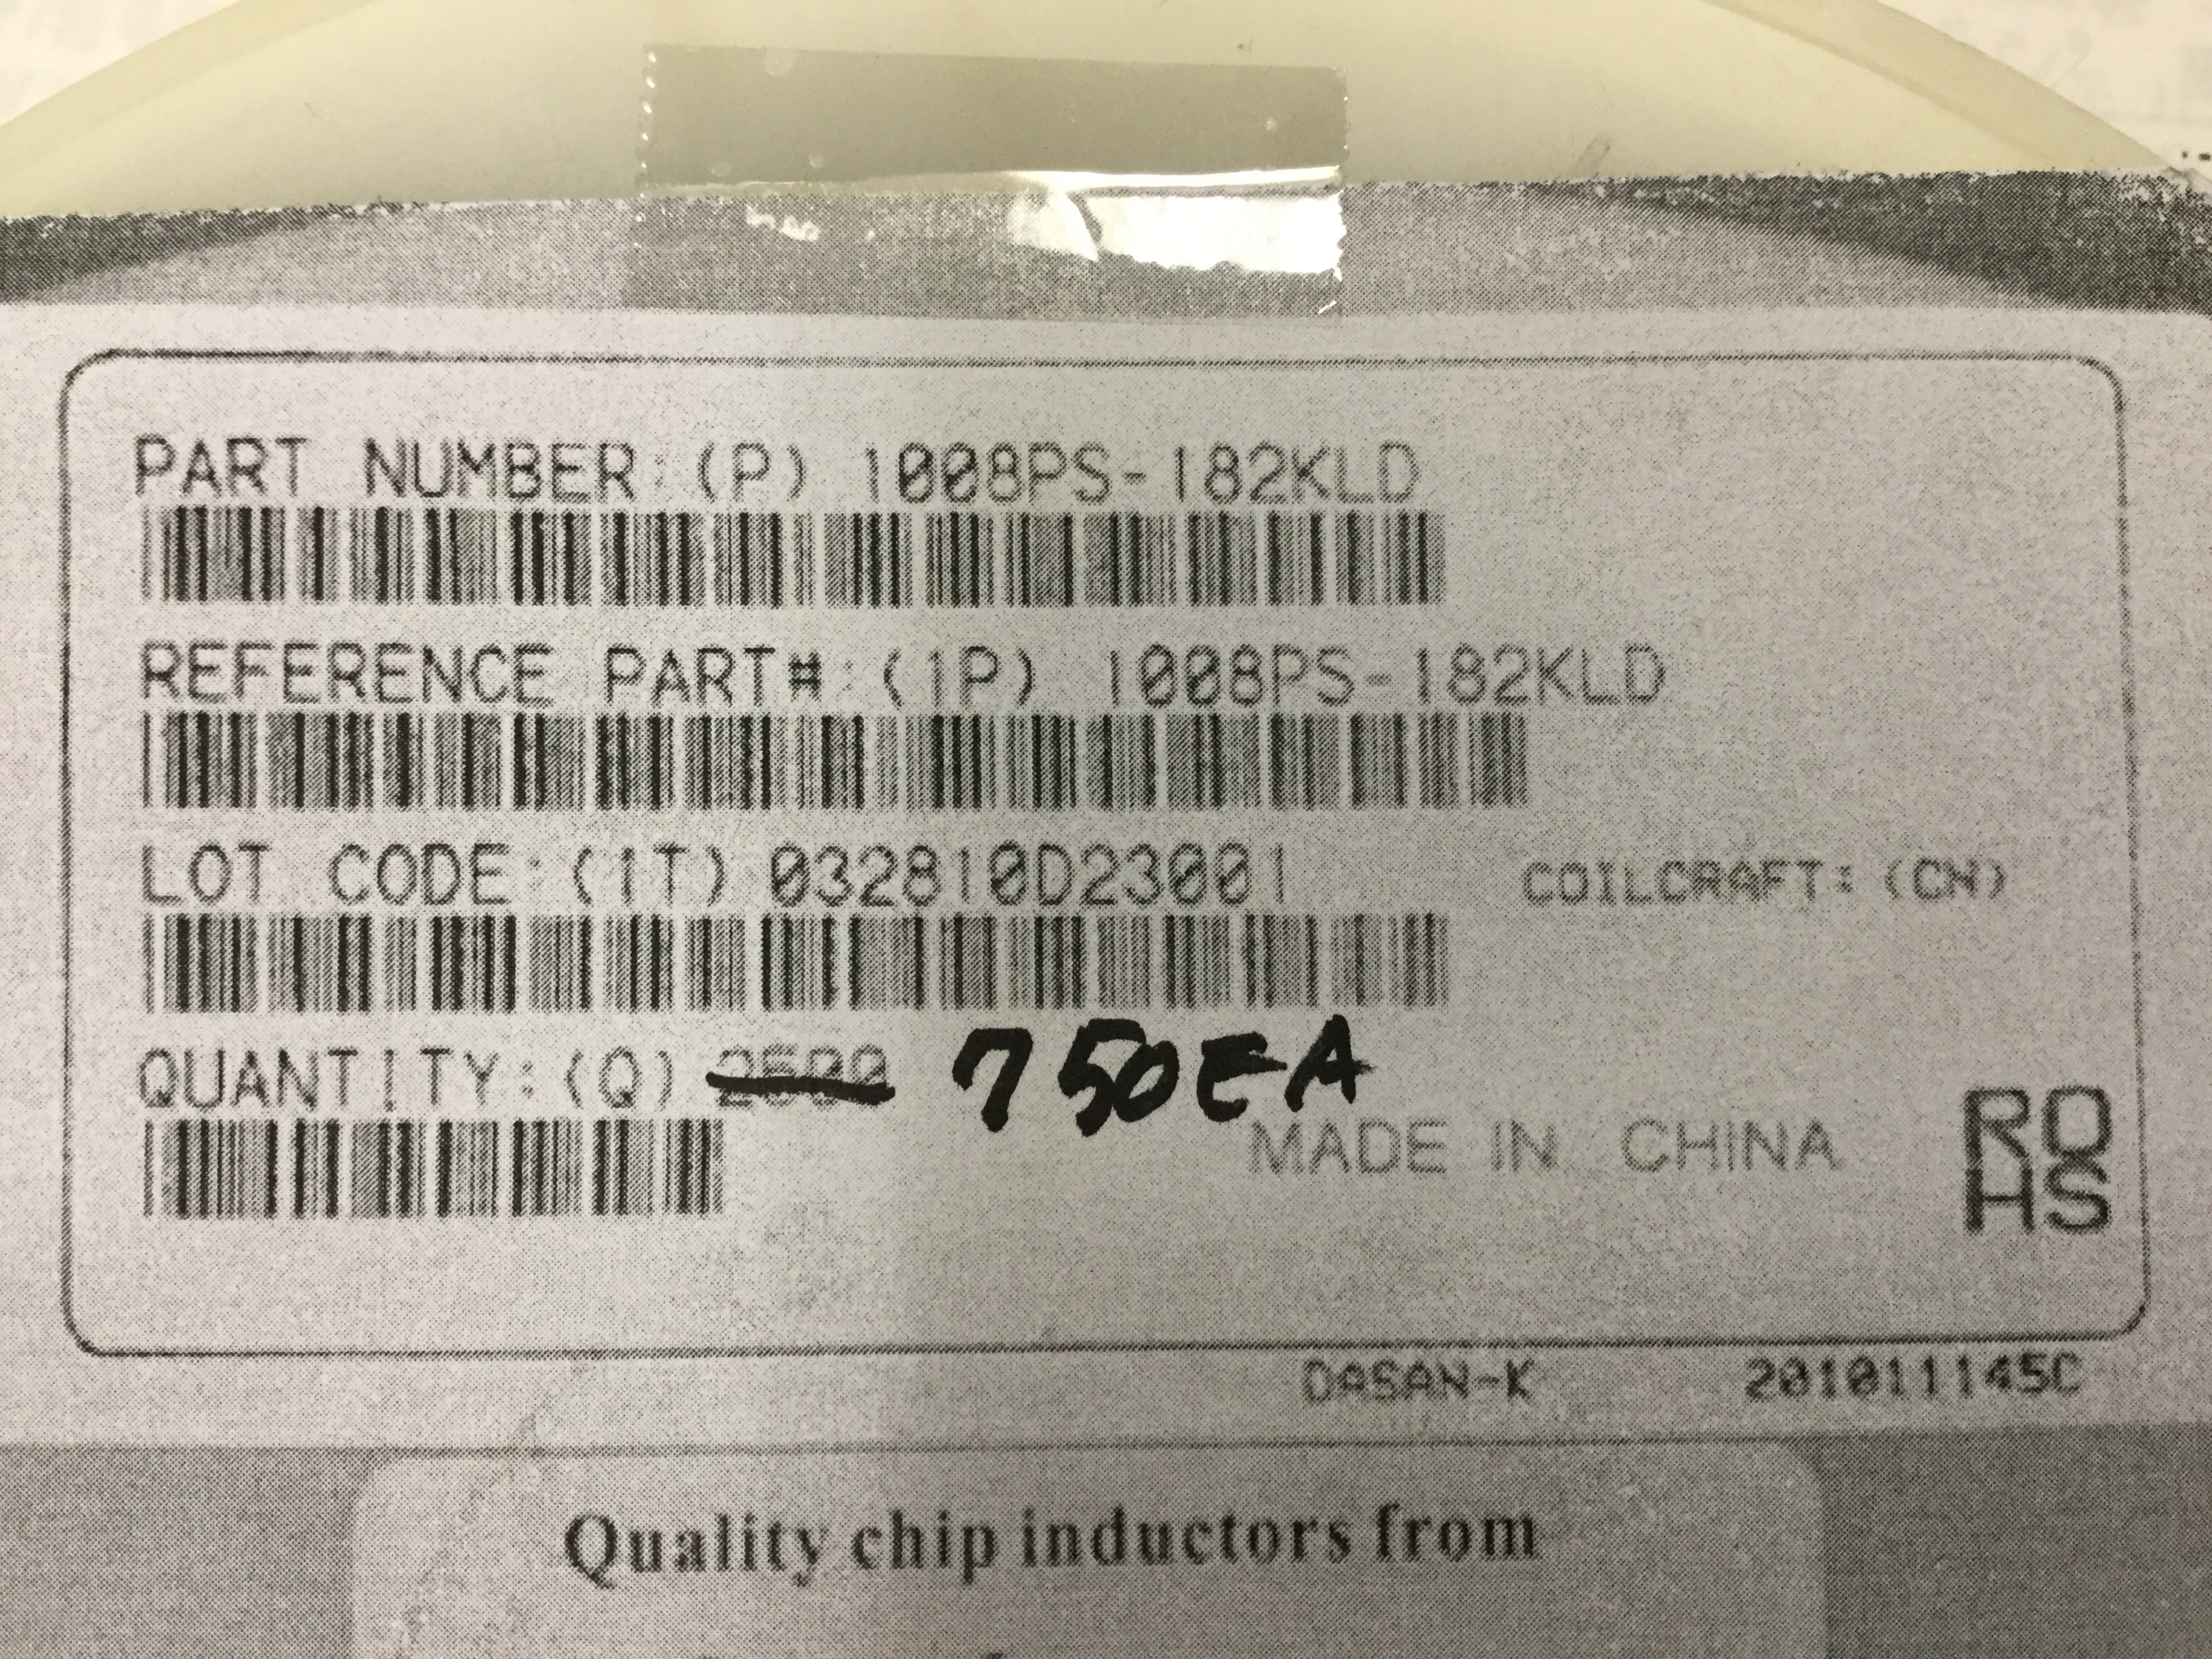 PART NUMBER: (P) 1008PS-182KLD
REFERENCE PART#: (1P) 1008PS-182KLD
LOT CODE: (1T) 032810D23001
COILCRAFT: (CN)
QUANTITY: (Q) 2500 750EA
MADE IN CHINA
RO
HS
DASAN-K 201011145C
Quality chip inductors from